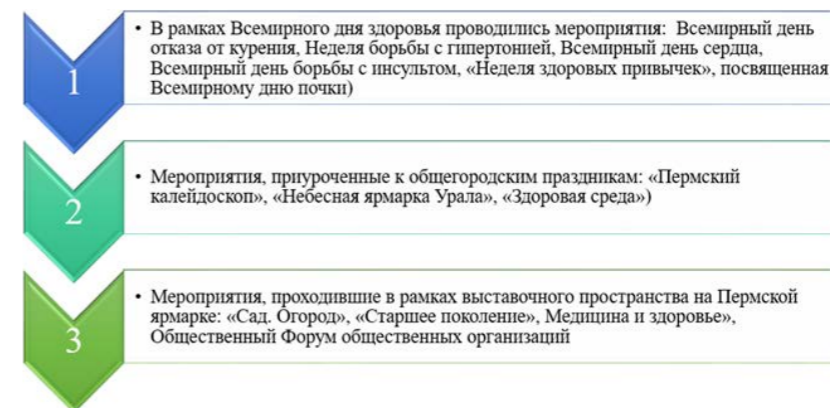 1
• В рамках Всемирного дня здоровья проводились мероприятия: Всемирный день
отказа от курения, Неделя борьбы с гипертонией, Всемирный день сердца,
Всемирный день борьбы с инсультом, «Неделя здоровых привычек», посвященная
Всемирному дню почки)
2
• Мероприятия, приуроченные к общегородским праздникам: «Пермский
калейдоскоп», «Небесная ярмарка Урала», «Здоровая среда»)
3
• Мероприятия, проходившие в рамках выставочного пространства на Пермской
ярмарке: «Сад. Огород», «Старшее поколение», Медицина и здоровье»,
Общественный Форум общественных организаций